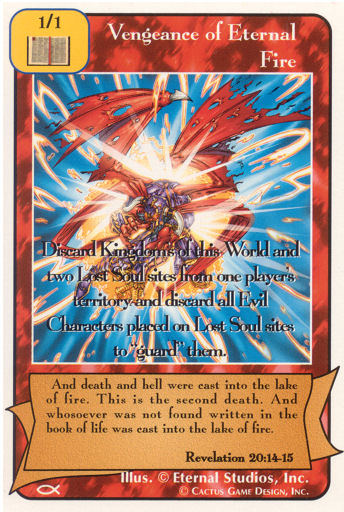 1/1
Vengeance of Eternal
Fire
Discard Kingdoms of this World and
two Lost Soul sites from one player's
territory and discard all Evil
Characters placed on Lost Soul sites
to "guard" them.
And death and hell were cast into the lake
of fire. This is the second death. And
whosoever was not found written in the
book of life was cast into the lake of fire.
Revelation 20:14-15
Illus. © Eternal Studios, Inc.
© Cactus Game Design, Inc.